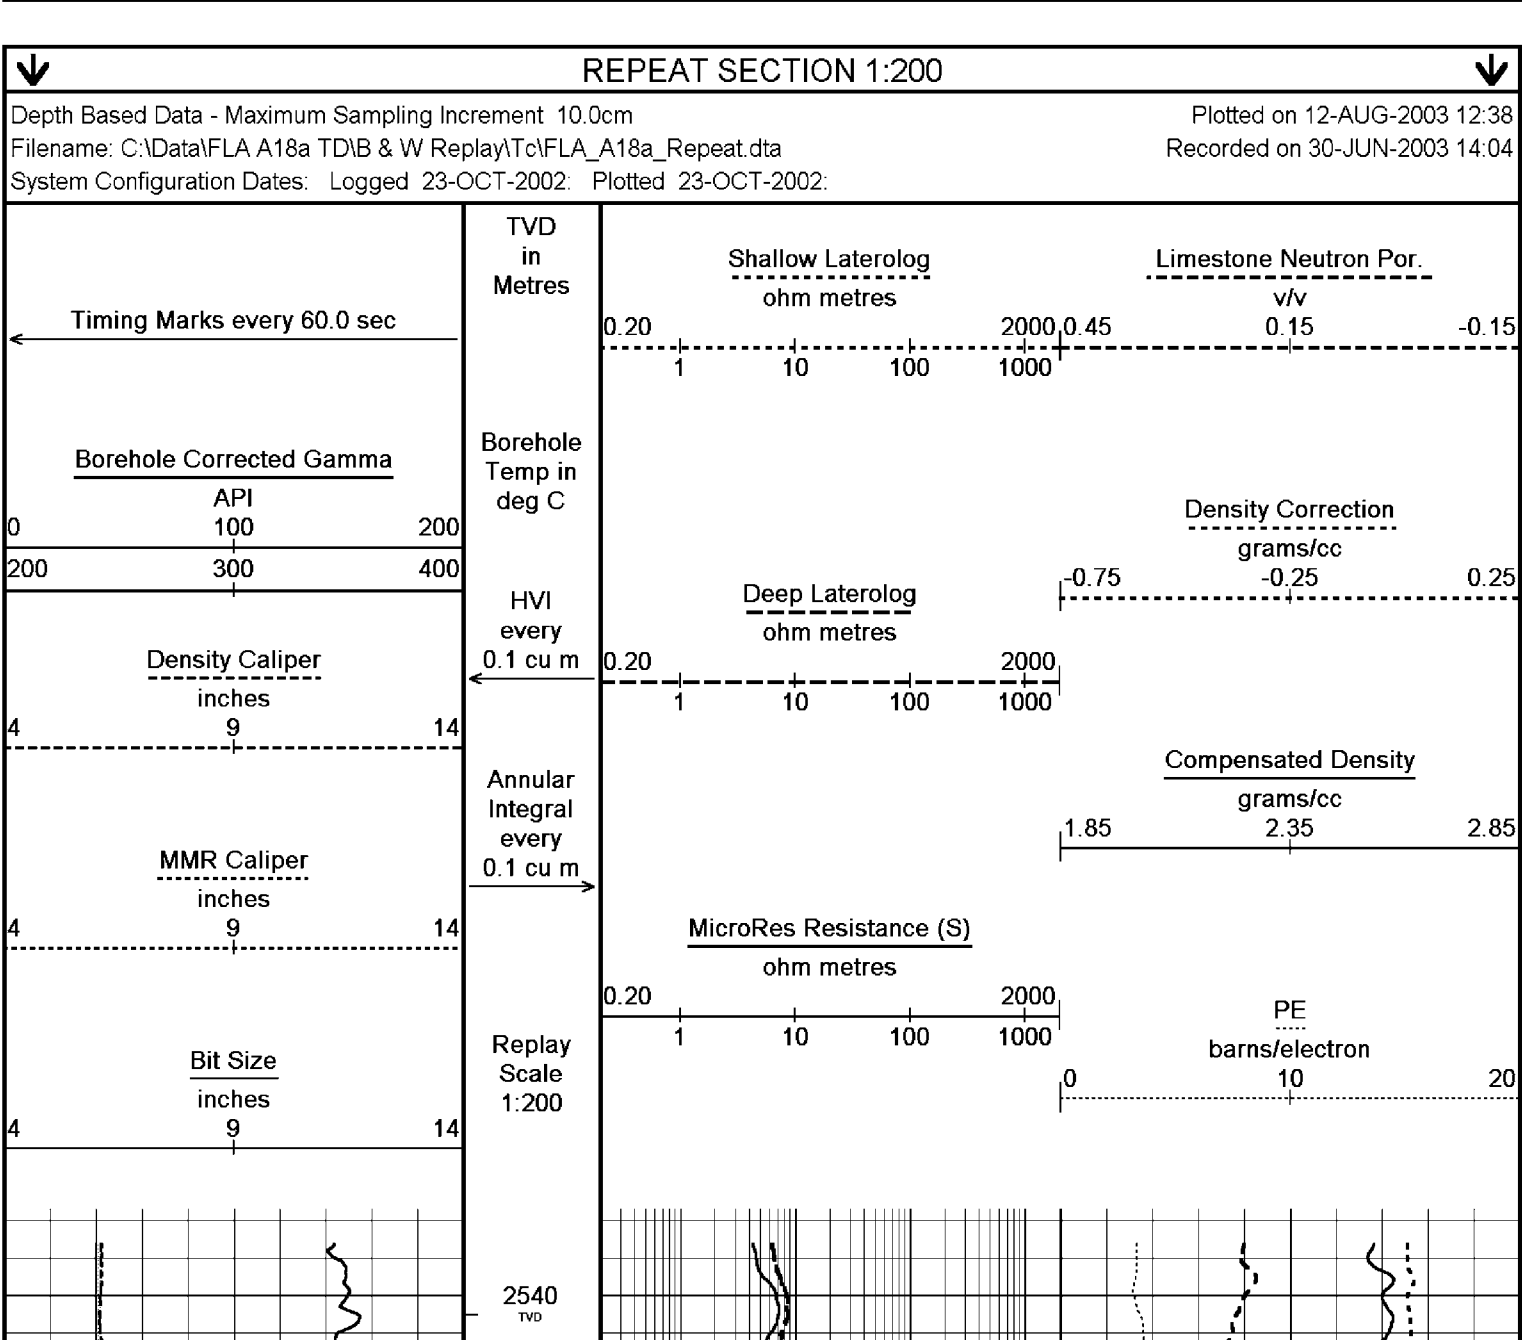 REPEAT SECTION 1:200
Depth Based Data - Maximum Sampling Increment 10.0cm
Plotted on 12-AUG-2003 12:38
Filename: C:\Data\FLA A18a TD\B & W Replay\Tc\FLA_A18a_Repeat.dta
Recorded on 30-JUN-2003 14:04
System Configuration Dates: Logged 23-OCT-2002: Plotted 23-OCT-2002:
Timing Marks every 60.0 sec
Borehole Corrected Gamma
API
0 100 200
200 300 400
Density Caliper
inches
4 9 14
MMR Caliper
inches
4 9 14
Bit Size
inches
4 9 14
TVD
in
Metres
Borehole
Temp in
deg C
HVI
every
0.1 cu m
Annular
Integral
every
0.1 cu m
Replay
Scale
1:200
2540
TVD
Shallow Laterolog
ohm metres
0.20 2000
1 10 100 1000
Deep Laterolog
ohm metres
0.20 2000
1 10 100 1000
MicroRes Resistance (S)
ohm metres
0.20 2000
1 10 100 1000
Limestone Neutron Por.
v/v
0.45 0.15 -0.15
Density Correction
grams/cc
-0.75 -0.25 0.25
Compensated Density
grams/cc
1.85 2.35 2.85
PE
barns/electron
0 10 20